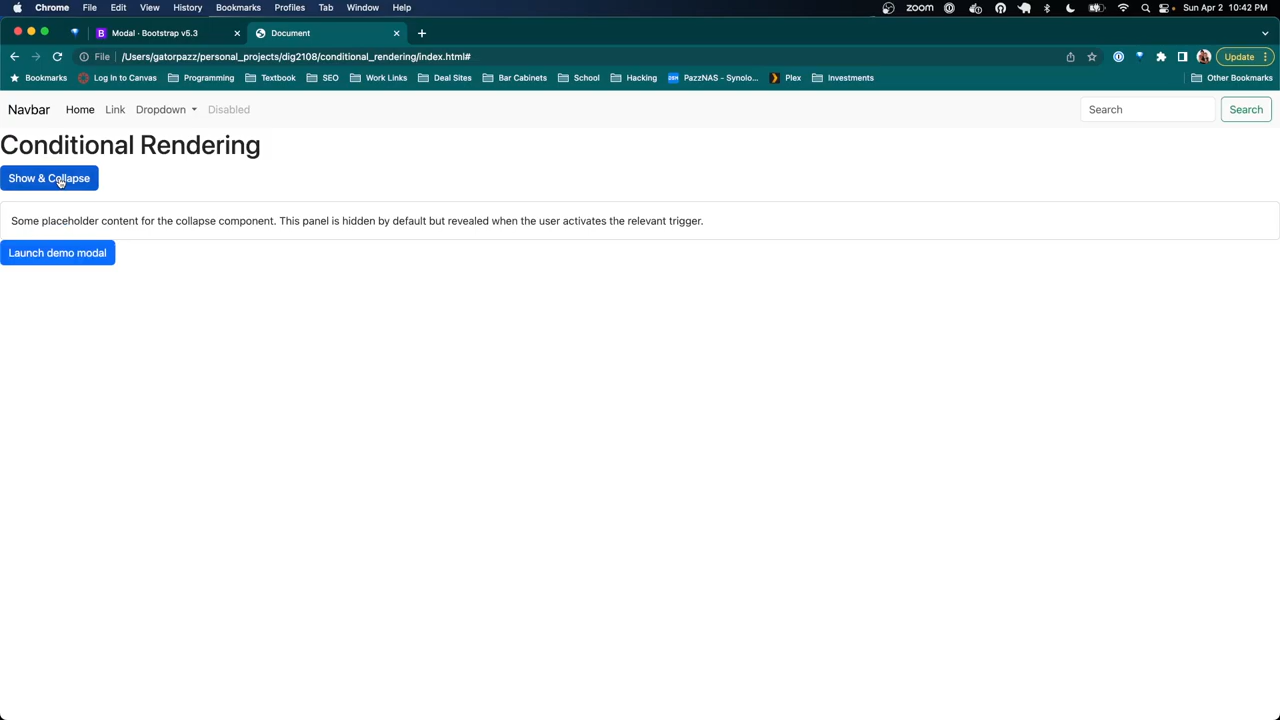 Chrome File Edit View History Bookmarks Profiles Tab Window Help zoom Sun Apr 2 10:42 PM
Modal · Bootstrap v5.3 Document
File /Users/gatorpazz/personal_projects/dig2108/conditional_rendering/index.html# Update
Bookmarks Log In to Canvas Programming Textbook SEO Work Links Deal Sites Bar Cabinets School Hacking PazzNAS - Synolo... Plex Investments Other Bookmarks
Navbar Home Link Dropdown Disabled Search Search
Conditional Rendering
Show & Collapse
Some placeholder content for the collapse component. This panel is hidden by default but revealed when the user activates the relevant trigger.
Launch demo modal